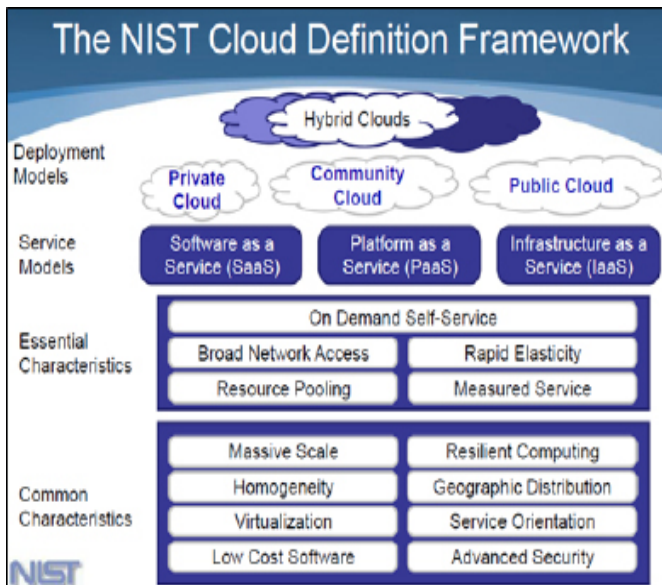 The NIST Cloud Definition Framework
Hybrid Clouds
Deployment
Models
Private
Cloud
Community
Cloud
Public Cloud
Service
Models
Software as a
Service (SaaS)
Platform as a
Service (PaaS)
Infrastructure as a
Service (IaaS)
Essential
Characteristics
On Demand Self-Service
Broad Network Access
Rapid Elasticity
Resource Pooling
Measured Service
Common
Characteristics
Massive Scale
Resilient Computing
Homogeneity
Geographic Distribution
Virtualization
Service Orientation
Low Cost Software
Advanced Security
NIST